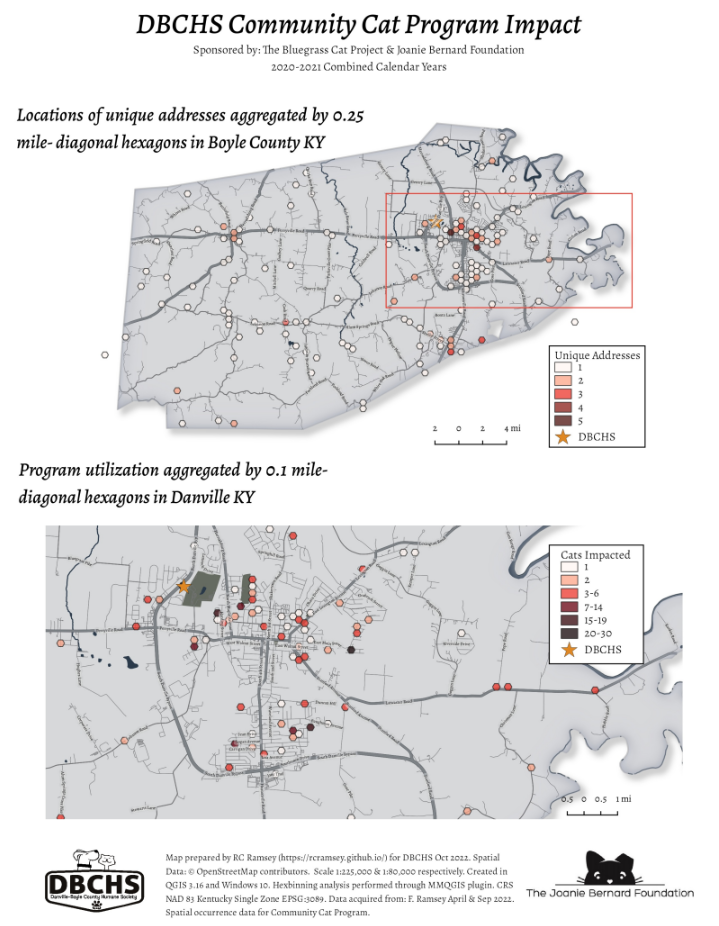 DBCHS Community Cat Program Impact
Sponsored by: The Bluegrass Cat Project & Joanie Bernard Foundation
2020-2021 Combined Calendar Years
Locations of unique addresses aggregated by 0.25
mile- diagonal hexagons in Boyle County KY
Unique Addresses
1
2
3
4
5
DBCHS
2 0 2 4 mi
Program utilization aggregated by 0.1 mile-
diagonal hexagons in Danville KY
Cats Impacted
1
2
3-6
7-14
15-19
20-30
DBCHS
0.5 0 0.5 1 mi
DBCHS
Danville-Boyle County Humane Society
Map prepared by RC Ramsey (https://rcramsey.github.io/) for DBCHS Oct 2022. Spatial
Data: © OpenStreetMap contributors. Scale 1:225,000 & 1:80,000 respectively. Created in
QGIS 3.16 and Windows 10. Hexbinning analysis performed through MMQGIS plugin. CRS
NAD 83 Kentucky Single Zone EPSG:3089. Data acquired from: F. Ramsey April & Sep 2022.
Spatial occurrence data for Community Cat Program.
The Joanie Bernard Foundation